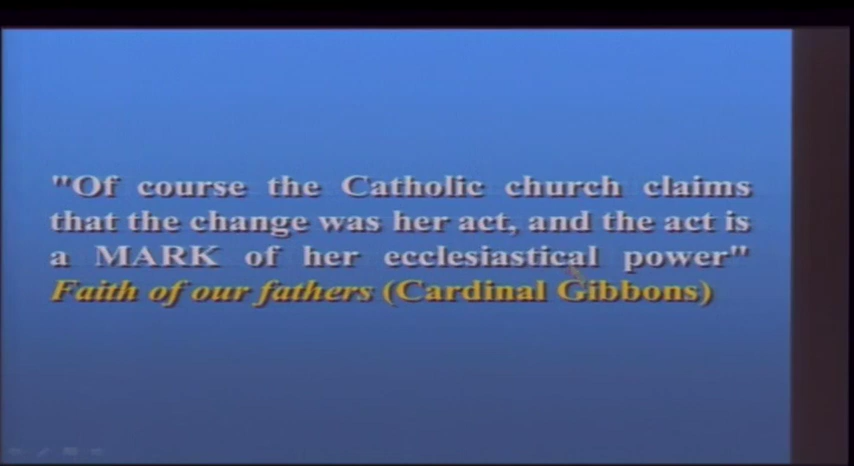 "Of course the Catholic church claims
that the change was her act, and the act is
a MARK of her ecclesiastical power"
Faith of our fathers (Cardinal Gibbons)